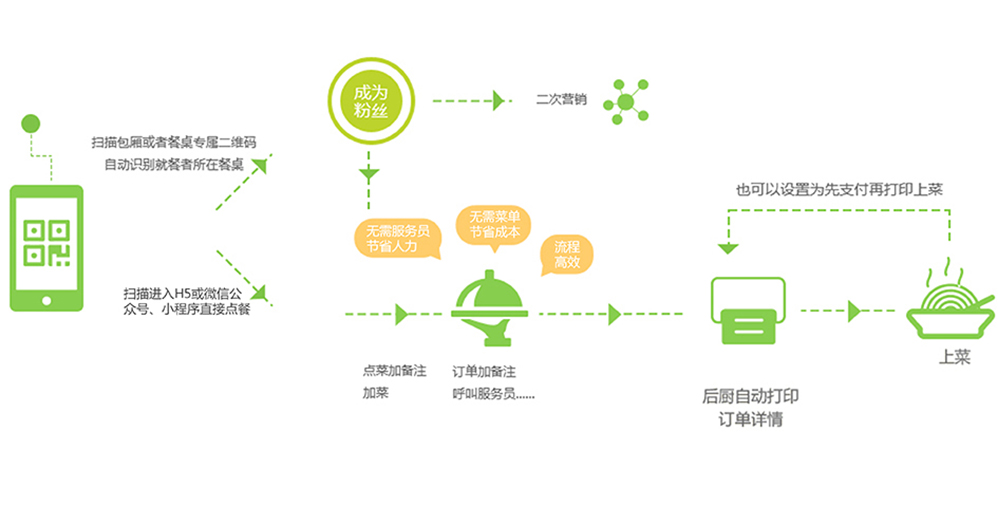 成为
粉丝
二次营销
扫描包厢或者餐桌专属二维码
自动识别就餐者所在餐桌
也可以设置为先支付再打印上菜
无需服务员
节省人力
无需菜单
节省成本
流程
高效
扫描进入H5或微信公
众号、小程序直接点餐
点菜加备注
加菜
订单加备注
呼叫服务员......
后厨自动打印
订单详情
上菜